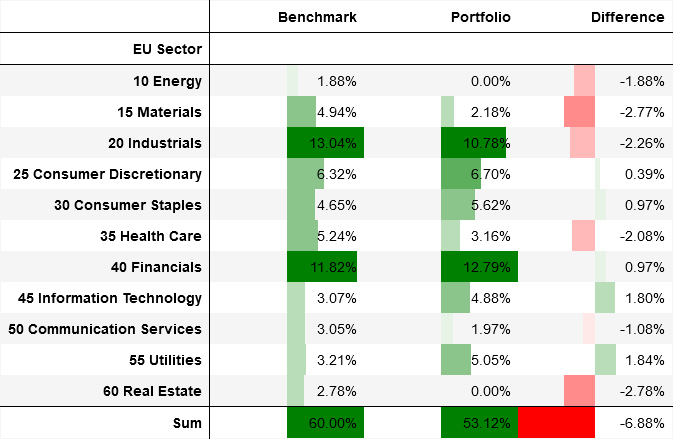 Benchmark Portfolio Difference
EU Sector
10 Energy 1.88% 0.00% -1.88%
15 Materials 4.94% 2.18% -2.77%
20 Industrials 13.04% 10.78% -2.26%
25 Consumer Discretionary 6.32% 6.70% 0.39%
30 Consumer Staples 4.65% 5.62% 0.97%
35 Health Care 5.24% 3.16% -2.08%
40 Financials 11.82% 12.79% 0.97%
45 Information Technology 3.07% 4.88% 1.80%
50 Communication Services 3.05% 1.97% -1.08%
55 Utilities 3.21% 5.05% 1.84%
60 Real Estate 2.78% 0.00% -2.78%
Sum 60.00% 53.12% -6.88%